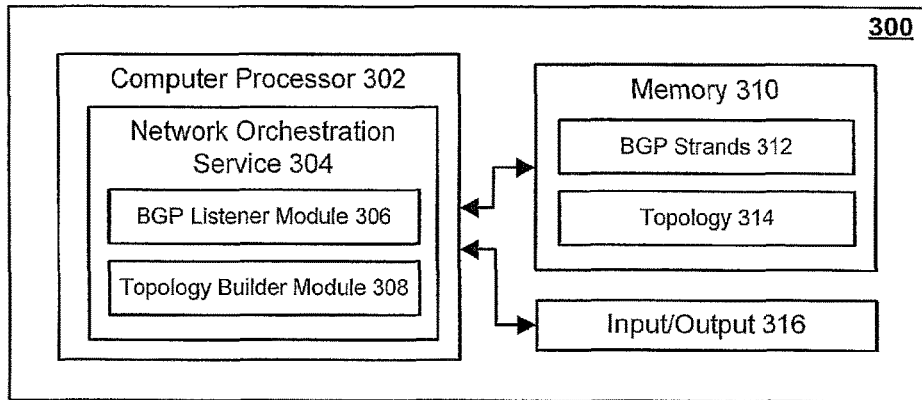 300
Computer Processor 302
Network Orchestration
Service 304
BGP Listener Module 306
Topology Builder Module 308
Memory 310
BGP Strands 312
Topology 314
Input/Output 316